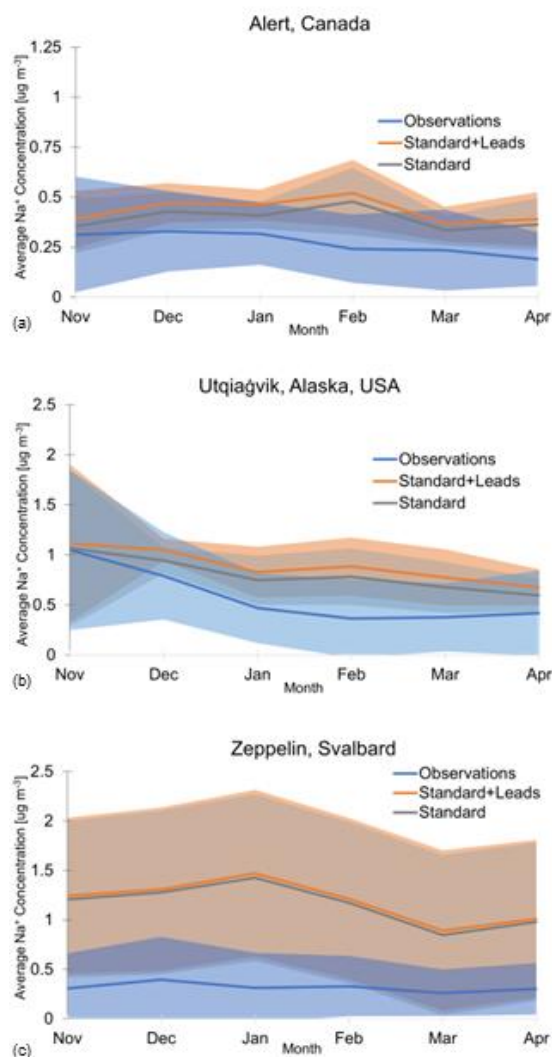 Alert, Canada
Average Na⁺ Concentration [ug m⁻³]
1.25
1
0.75
0.5
0.25
0
Observations
Standard+Leads
Standard
Nov Dec Jan Feb Mar Apr
Month
(a)
Utqiaġvik, Alaska, USA
Average Na⁺ Concentration [ug m⁻³]
2.5
2
1.5
1
0.5
0
Observations
Standard+Leads
Standard
Nov Dec Jan Feb Mar Apr
Month
(b)
Zeppelin, Svalbard
Average Na⁺ Concentration [ug m⁻³]
2.5
2
1.5
1
0.5
0
Observations
Standard+Leads
Standard
Nov Dec Jan Feb Mar Apr
Month
(c)